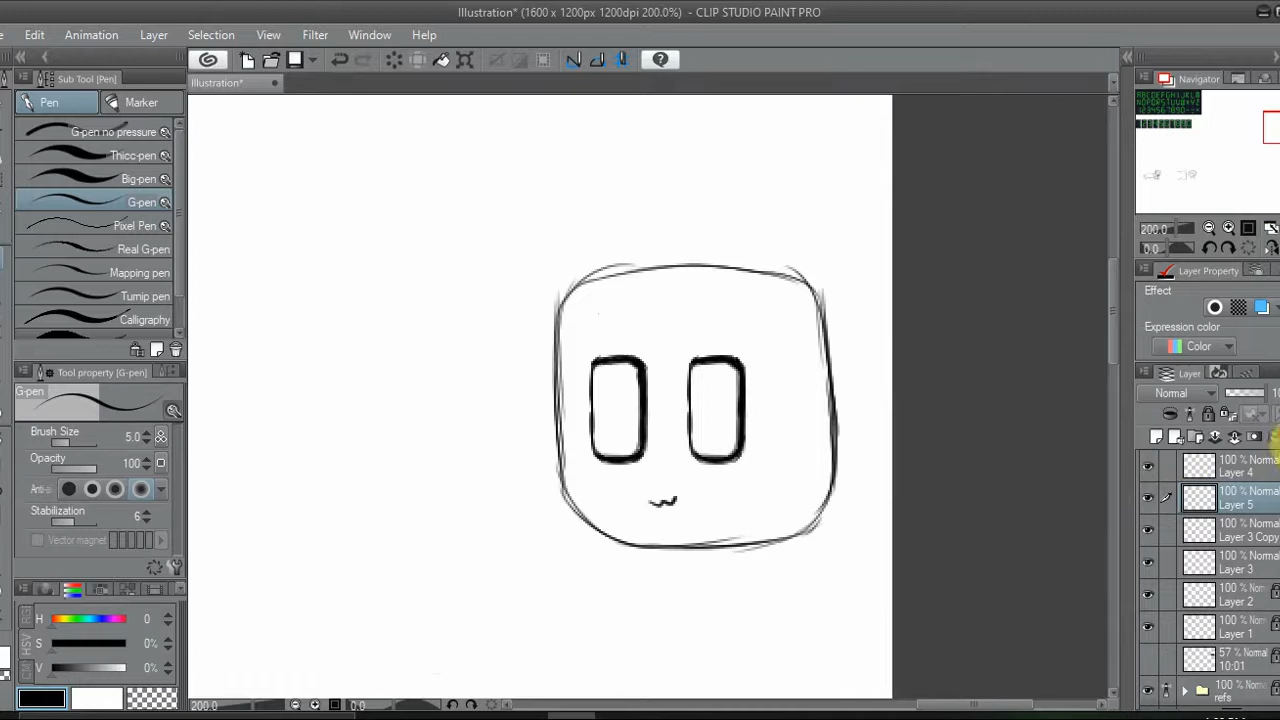 Illustration* (1600 x 1200px 1200dpi 200.0%) - CLIP STUDIO PAINT PRO
Edit Animation Layer Selection View Filter Window Help
Sub Tool [Pen]
Illustration*
Navigator
Pen Marker
G-pen no pressure
Thicc-pen
Big-pen
G-pen
Pixel Pen
Real G-pen
Mapping pen
Turnip pen
Calligraphy
200.0
0.0
Layer Property
Effect
Expression color
Color
Tool property [G-pen]
G-pen
Brush Size 5.0
Opacity 100
Anti-
Stabilization 6
Vector magnet
Layer
Normal
100 % Normal
Layer 4
100 % Normal
Layer 5
100 % Normal
Layer 3 Copy
100 % Normal
Layer 3
100 % Norm
Layer 2
100 % Norm
Layer 1
57 % Norm
10:01
100 % Norm
refs
H 0
S 0%
V 0%
200.0 0.0